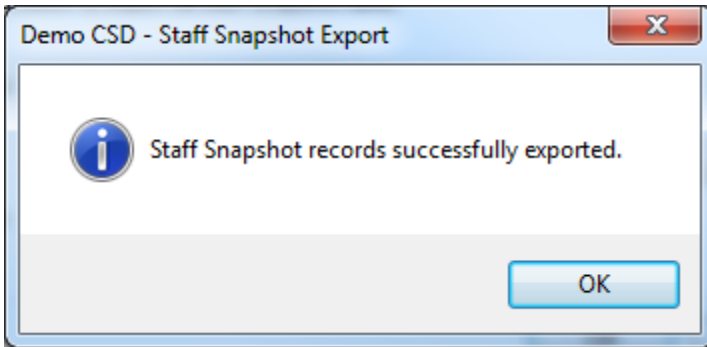 Demo CSD - Staff Snapshot Export
Staff Snapshot records successfully exported.
OK